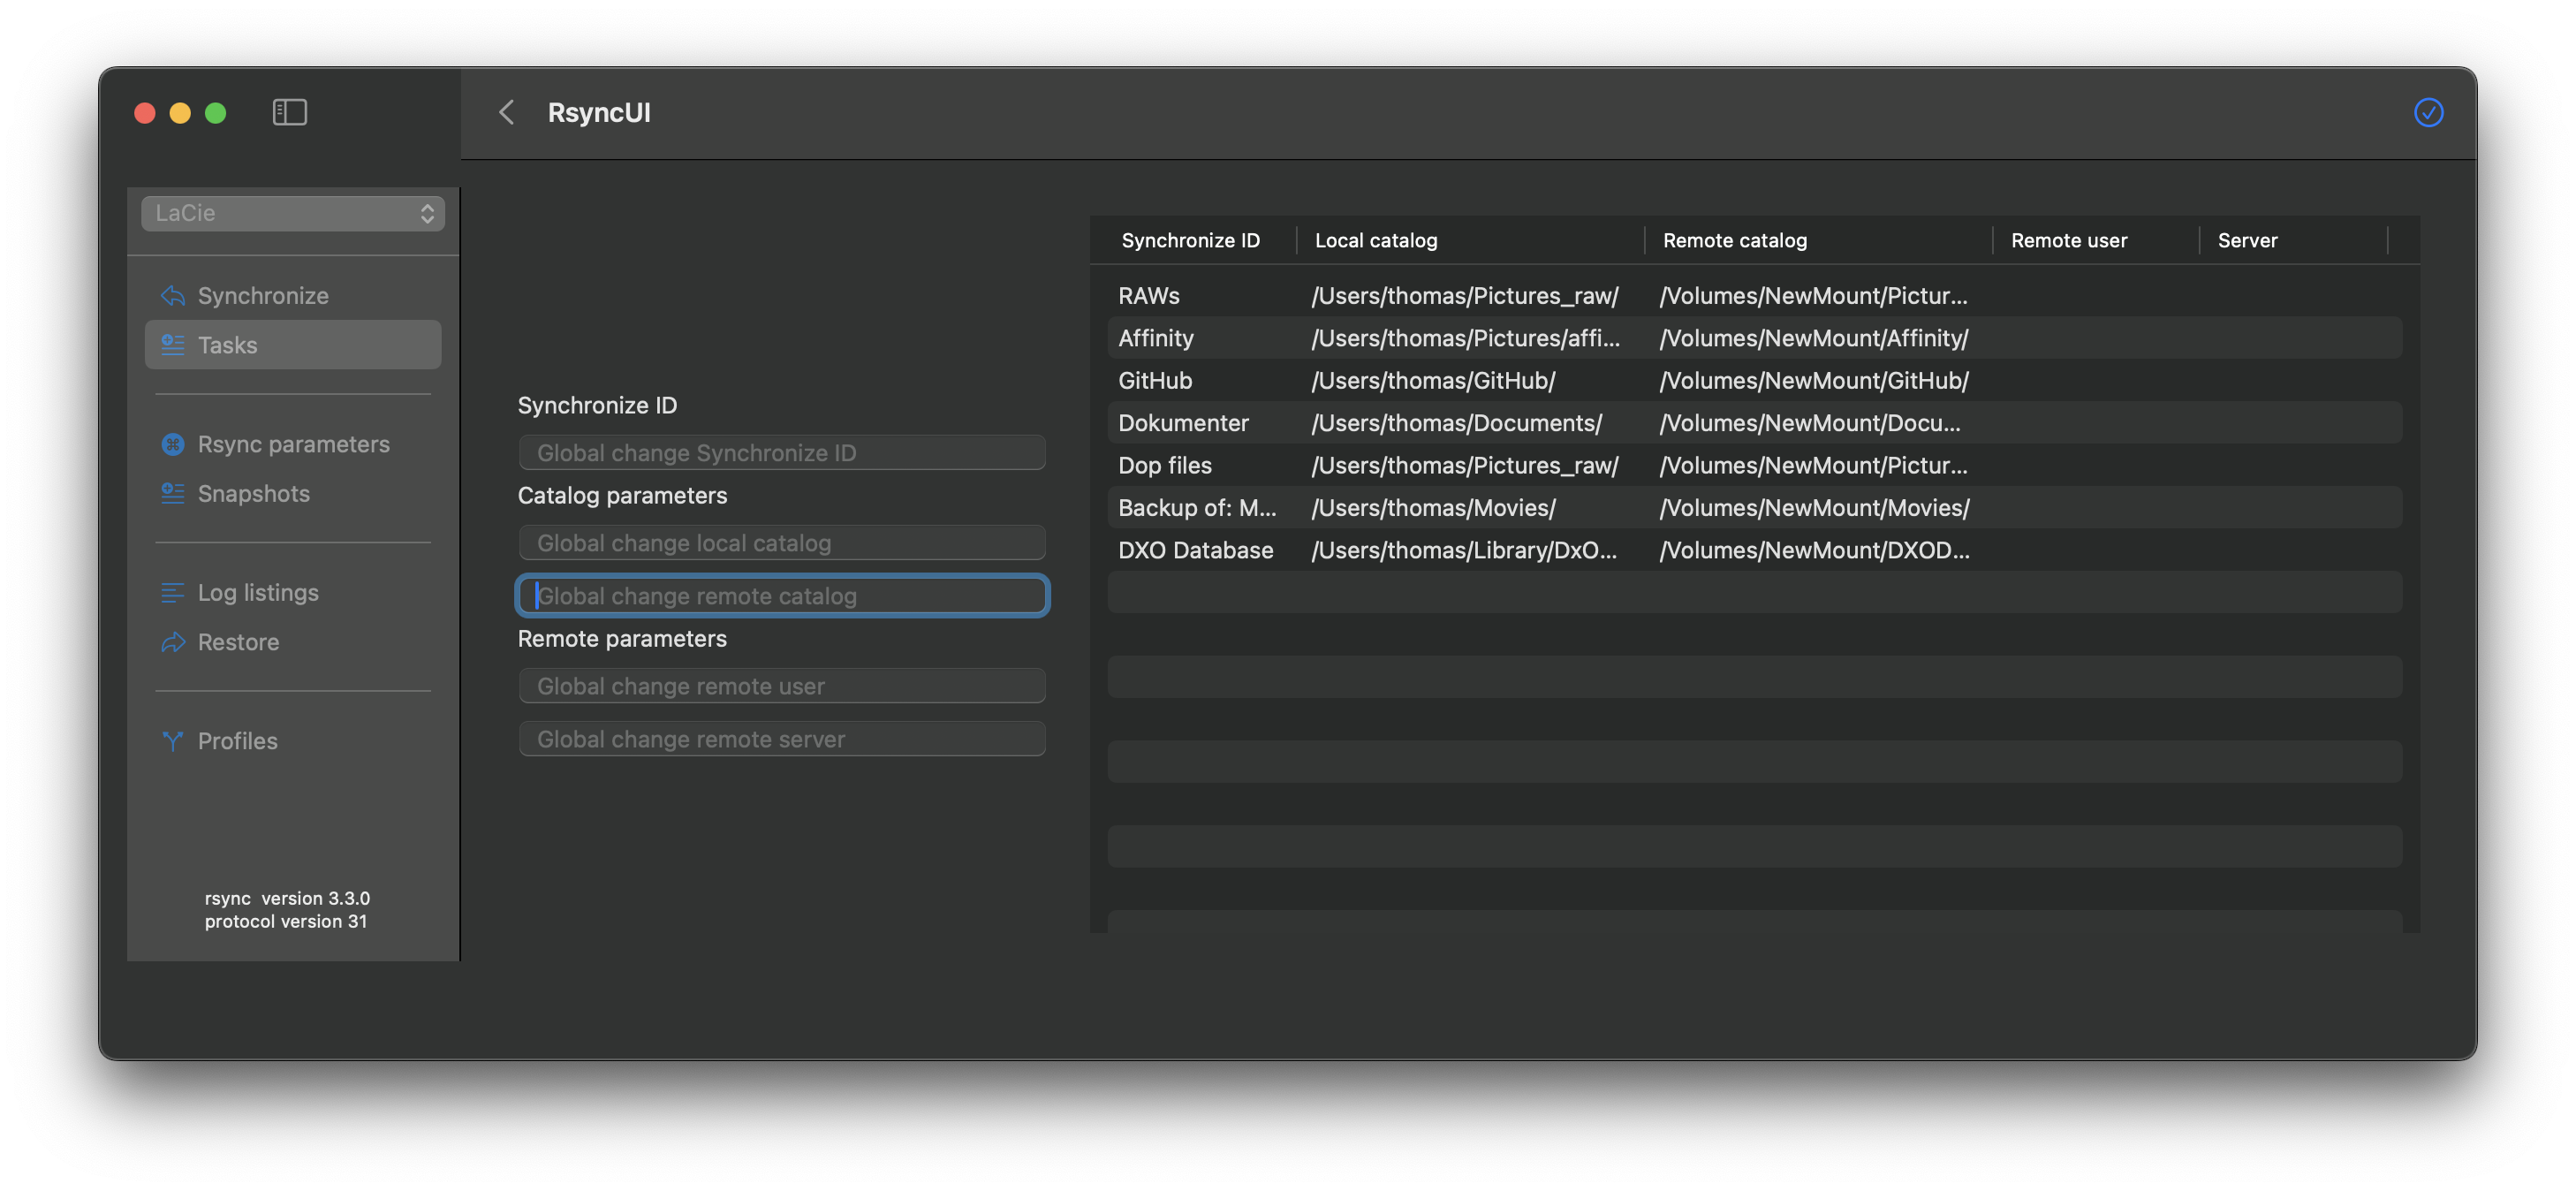 RsyncUI
LaCie
Synchronize
Tasks
Rsync parameters
Snapshots
Log listings
Restore
Profiles
rsync  version 3.3.0
protocol version 31
Synchronize ID
Global change Synchronize ID
Catalog parameters
Global change local catalog
Global change remote catalog
Remote parameters
Global change remote user
Global change remote server
Synchronize ID Local catalog Remote catalog Remote user Server
RAWs /Users/thomas/Pictures_raw/ /Volumes/NewMount/Pictur...
Affinity /Users/thomas/Pictures/affi... /Volumes/NewMount/Affinity/
GitHub /Users/thomas/GitHub/ /Volumes/NewMount/GitHub/
Dokumenter /Users/thomas/Documents/ /Volumes/NewMount/Docu...
Dop files /Users/thomas/Pictures_raw/ /Volumes/NewMount/Pictur...
Backup of: M... /Users/thomas/Movies/ /Volumes/NewMount/Movies/
DXO Database /Users/thomas/Library/DxO... /Volumes/NewMount/DXOD...